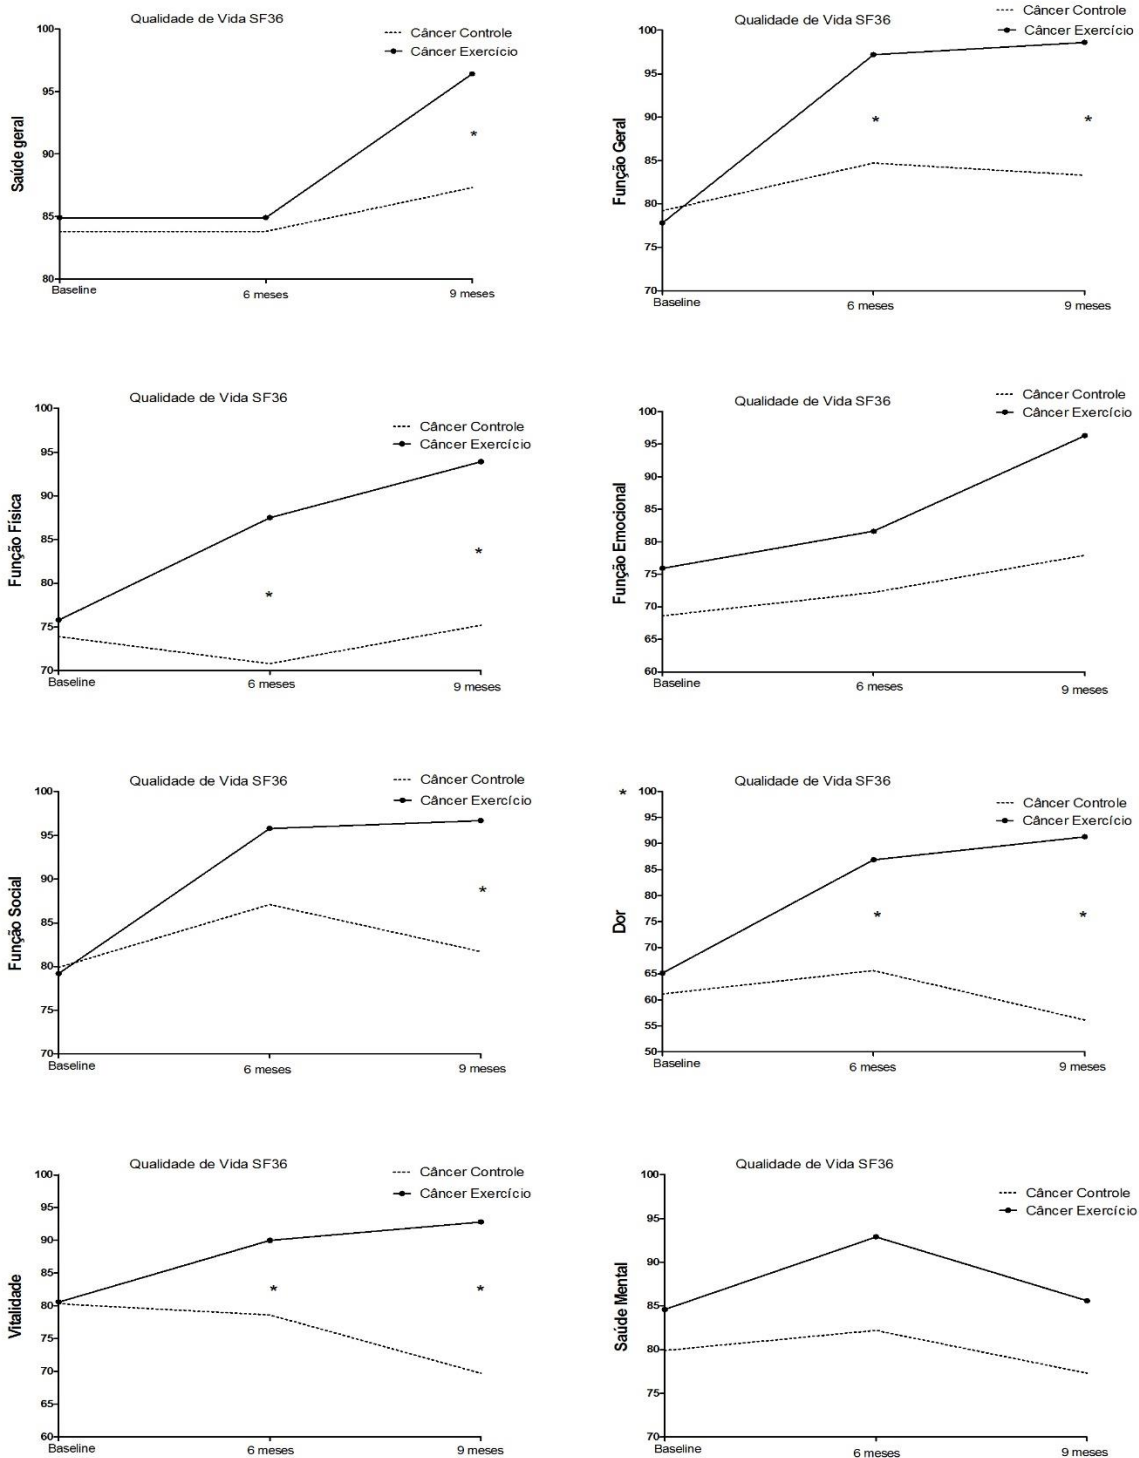 Qualidade de Vida SF36
Câncer Controle
Câncer Exercício
Saúde geral
100
95
90
85
80
Baseline
6 meses
9 meses
*
Qualidade de Vida SF36
Câncer Controle
Câncer Exercício
Função Geral
100
95
90
85
80
75
70
Baseline
6 meses
9 meses
* *
Qualidade de Vida SF36
Câncer Controle
Câncer Exercício
Função Física
100
95
90
85
80
75
70
Baseline
6 meses
9 meses
* *
Qualidade de Vida SF36
Câncer Controle
Câncer Exercício
Função Emocional
100
95
90
85
80
75
70
65
60
Baseline
6 meses
9 meses
Qualidade de Vida SF36
Câncer Controle
Câncer Exercício
Função Social
100
95
90
85
80
75
70
Baseline
6 meses
9 meses
*
Qualidade de Vida SF36
Câncer Controle
Câncer Exercício
*
Dor
100
95
90
85
80
75
70
65
60
55
50
Baseline
6 meses
9 meses
* *
Qualidade de Vida SF36
Câncer Controle
Câncer Exercício
Vitalidade
100
95
90
85
80
75
70
65
60
Baseline
6 meses
9 meses
* *
Qualidade de Vida SF36
Câncer Controle
Câncer Exercício
Saúde Mental
100
95
90
85
80
75
70
Baseline
6 meses
9 meses